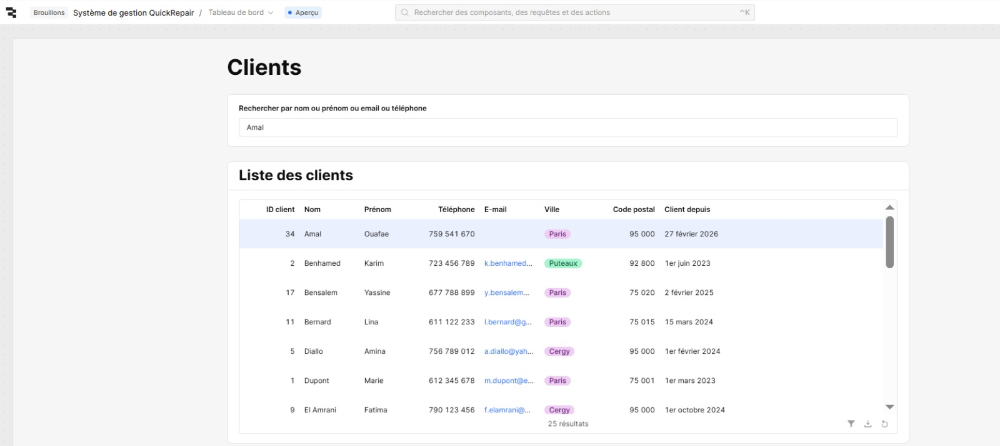 Brouillons Système de gestion QuickRepair / Tableau de bord Aperçu Rechercher des composants, des requêtes et des actions ^K
Clients
Rechercher par nom ou prénom ou email ou téléphone
Amal
Liste des clients
ID client Nom Prénom Téléphone E-mail Ville Code postal Client depuis
34 Amal Ouafae 759 541 670 Paris 95 000 27 février 2026
2 Benhamed Karim 723 456 789 k.benhamed... Puteaux 92 800 1er juin 2023
17 Bensalem Yassine 677 788 899 y.bensalem... Paris 75 020 2 février 2025
11 Bernard Lina 611 122 233 l.bernard@g... Paris 75 015 15 mars 2024
5 Diallo Amina 756 789 012 a.diallo@yah... Cergy 95 000 1er février 2024
1 Dupont Marie 612 345 678 m.dupont@e... Paris 75 001 1er mars 2023
9 El Amrani Fatima 790 123 456 f.elamrani@... Cergy 95 000 1er octobre 2024
25 résultats